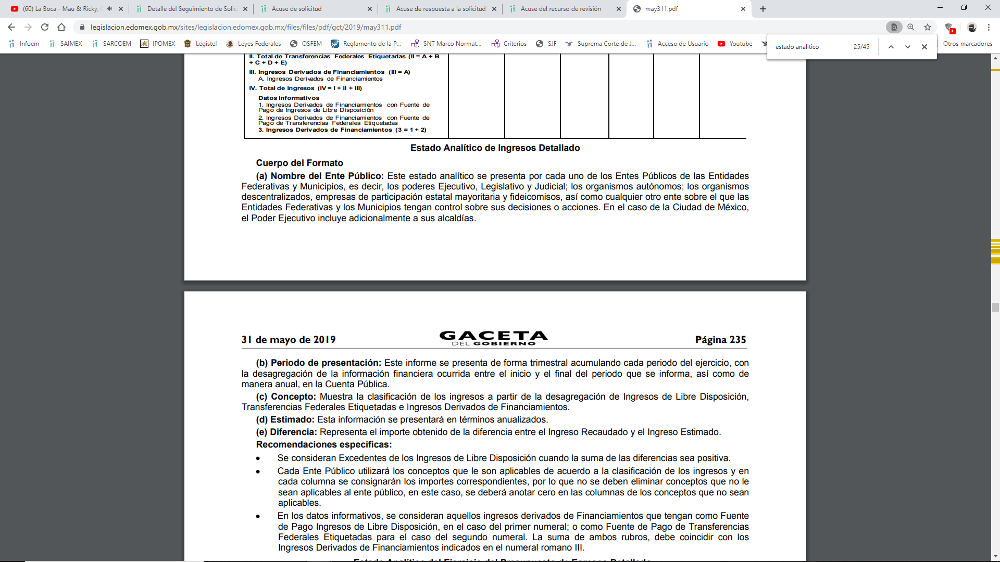 (60) La Boca - Mau & Ricky,
Detalle del Seguimiento de Solici
Acuse de solicitud
Acuse de respuesta a la solicitud
Acuse del recurso de revisión
may311.pdf
legislacion.edomex.gob.mx/sites/legislacion.edomex.gob.mx/files/files/pdf/gct/2019/may311.pdf
Infoem
SAIMEX
SARCOEM
IPOMEX
Legistel
Leyes Federales
OSFEM
Reglamento de la P...
SNT Marco Normat...
Criterios
SJF
Suprema Corte de J...
Acceso de Usuario
Youtube
Otros marcadores
estado analitico 25/45
II. Total de Transferencias Federales Etiquetadas (II = A + B
+ C + D + E)
III. Ingresos Derivados de Financiamientos (III = A)
A. Ingresos Derivados de Financiamientos
IV. Total de Ingresos (IV = I + II + III)
Datos Informativos
1. Ingresos Derivados de Financiamientos con Fuente de
Pago de Ingresos de Libre Disposición
2. Ingresos Derivados de Financiamientos con Fuente de
Pago de Transferencias Federales Etiquetadas
3. Ingresos Derivados de Financiamientos (3 = 1 + 2)
Estado Analítico de Ingresos Detallado
Cuerpo del Formato
(a) Nombre del Ente Público: Este estado analítico se presenta por cada uno de los Entes Públicos de las Entidades
Federativas y Municipios, es decir, los poderes Ejecutivo, Legislativo y Judicial; los organismos autónomos; los organismos
descentralizados, empresas de participación estatal mayoritaria y fideicomisos, así como cualquier otro ente sobre el que las
Entidades Federativas y los Municipios tengan control sobre sus decisiones o acciones. En el caso de la Ciudad de México,
el Poder Ejecutivo incluye adicionalmente a sus alcaldías.
31 de mayo de 2019
GACETA
DEL GOBIERNO
Página 235
(b) Periodo de presentación: Este informe se presenta de forma trimestral acumulando cada periodo del ejercicio, con
la desagregación de la información financiera ocurrida entre el inicio y el final del periodo que se informa, así como de
manera anual, en la Cuenta Pública.
(c) Concepto: Muestra la clasificación de los ingresos a partir de la desagregación de Ingresos de Libre Disposición,
Transferencias Federales Etiquetadas e Ingresos Derivados de Financiamientos.
(d) Estimado: Esta información se presentará en términos anualizados.
(e) Diferencia: Representa el importe obtenido de la diferencia entre el Ingreso Recaudado y el Ingreso Estimado.
Recomendaciones específicas:
• Se consideran Excedentes de los Ingresos de Libre Disposición cuando la suma de las diferencias sea positiva.
• Cada Ente Público utilizará los conceptos que le son aplicables de acuerdo a la clasificación de los ingresos y en
cada columna se consignarán los importes correspondientes, por lo que no se deben eliminar conceptos que no le
sean aplicables al ente público, en este caso, se deberá anotar cero en las columnas de los conceptos que no sean
aplicables.
• En los datos informativos, se consideran aquellos ingresos derivados de Financiamientos que tengan como Fuente
de Pago Ingresos de Libre Disposición, en el caso del primer numeral; o como Fuente de Pago de Transferencias
Federales Etiquetadas para el caso del segundo numeral. La suma de ambos rubros, debe coincidir con los
Ingresos Derivados de Financiamientos indicados en el numeral romano III.
Estado Analítico del Ejercicio del Presupuesto de Egresos Detallado